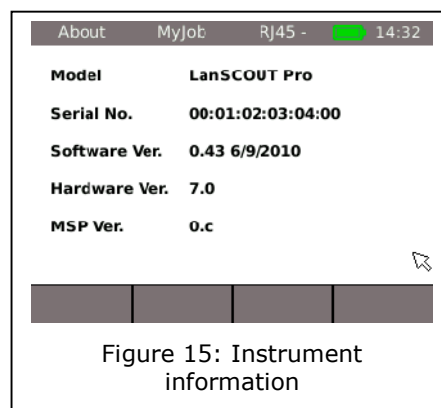 About MyJob RJ45 - 14:32
Model LanSCOUT Pro
Serial No. 00:01:02:03:04:00
Software Ver. 0.43 6/9/2010
Hardware Ver. 7.0
MSP Ver. 0.c
Figure 15: Instrument
information